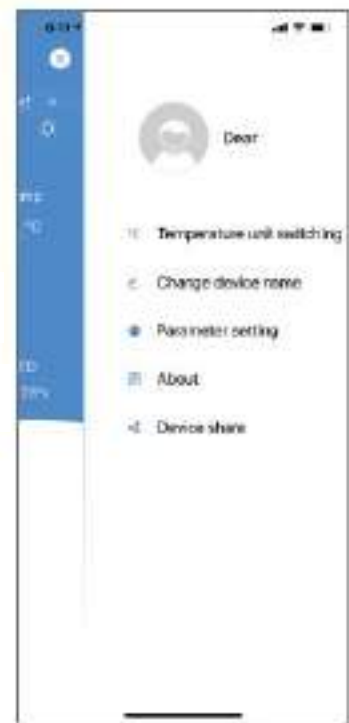 Dear
Temperature unit switching
Change device name
Parameter setting
About
Device share